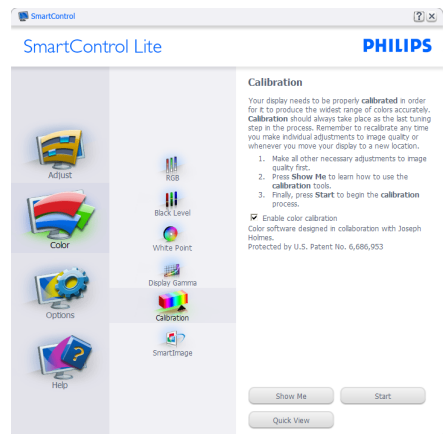 SmartControl
SmartControl Lite
PHILIPS
Adjust
Color
Options
Help
RGB
Black Level
White Point
Display Gamma
Calibration
SmartImage
Calibration
Your display needs to be properly calibrated in order
for it to produce the widest range of colors accurately.
Calibration should always take place as the last tuning
step in the process. Remember to recalibrate any time
you make individual adjustments to image quality or
whenever you move your display to a new location.
1. Make all other necessary adjustments to image
quality first.
2. Press Show Me to learn how to use the
calibration tools.
3. Finally, press Start to begin the calibration
process.
Enable color calibration
Color software designed in collaboration with Joseph
Holmes.
Protected by U.S. Patent No. 6,686,953
Show Me
Start
Quick View